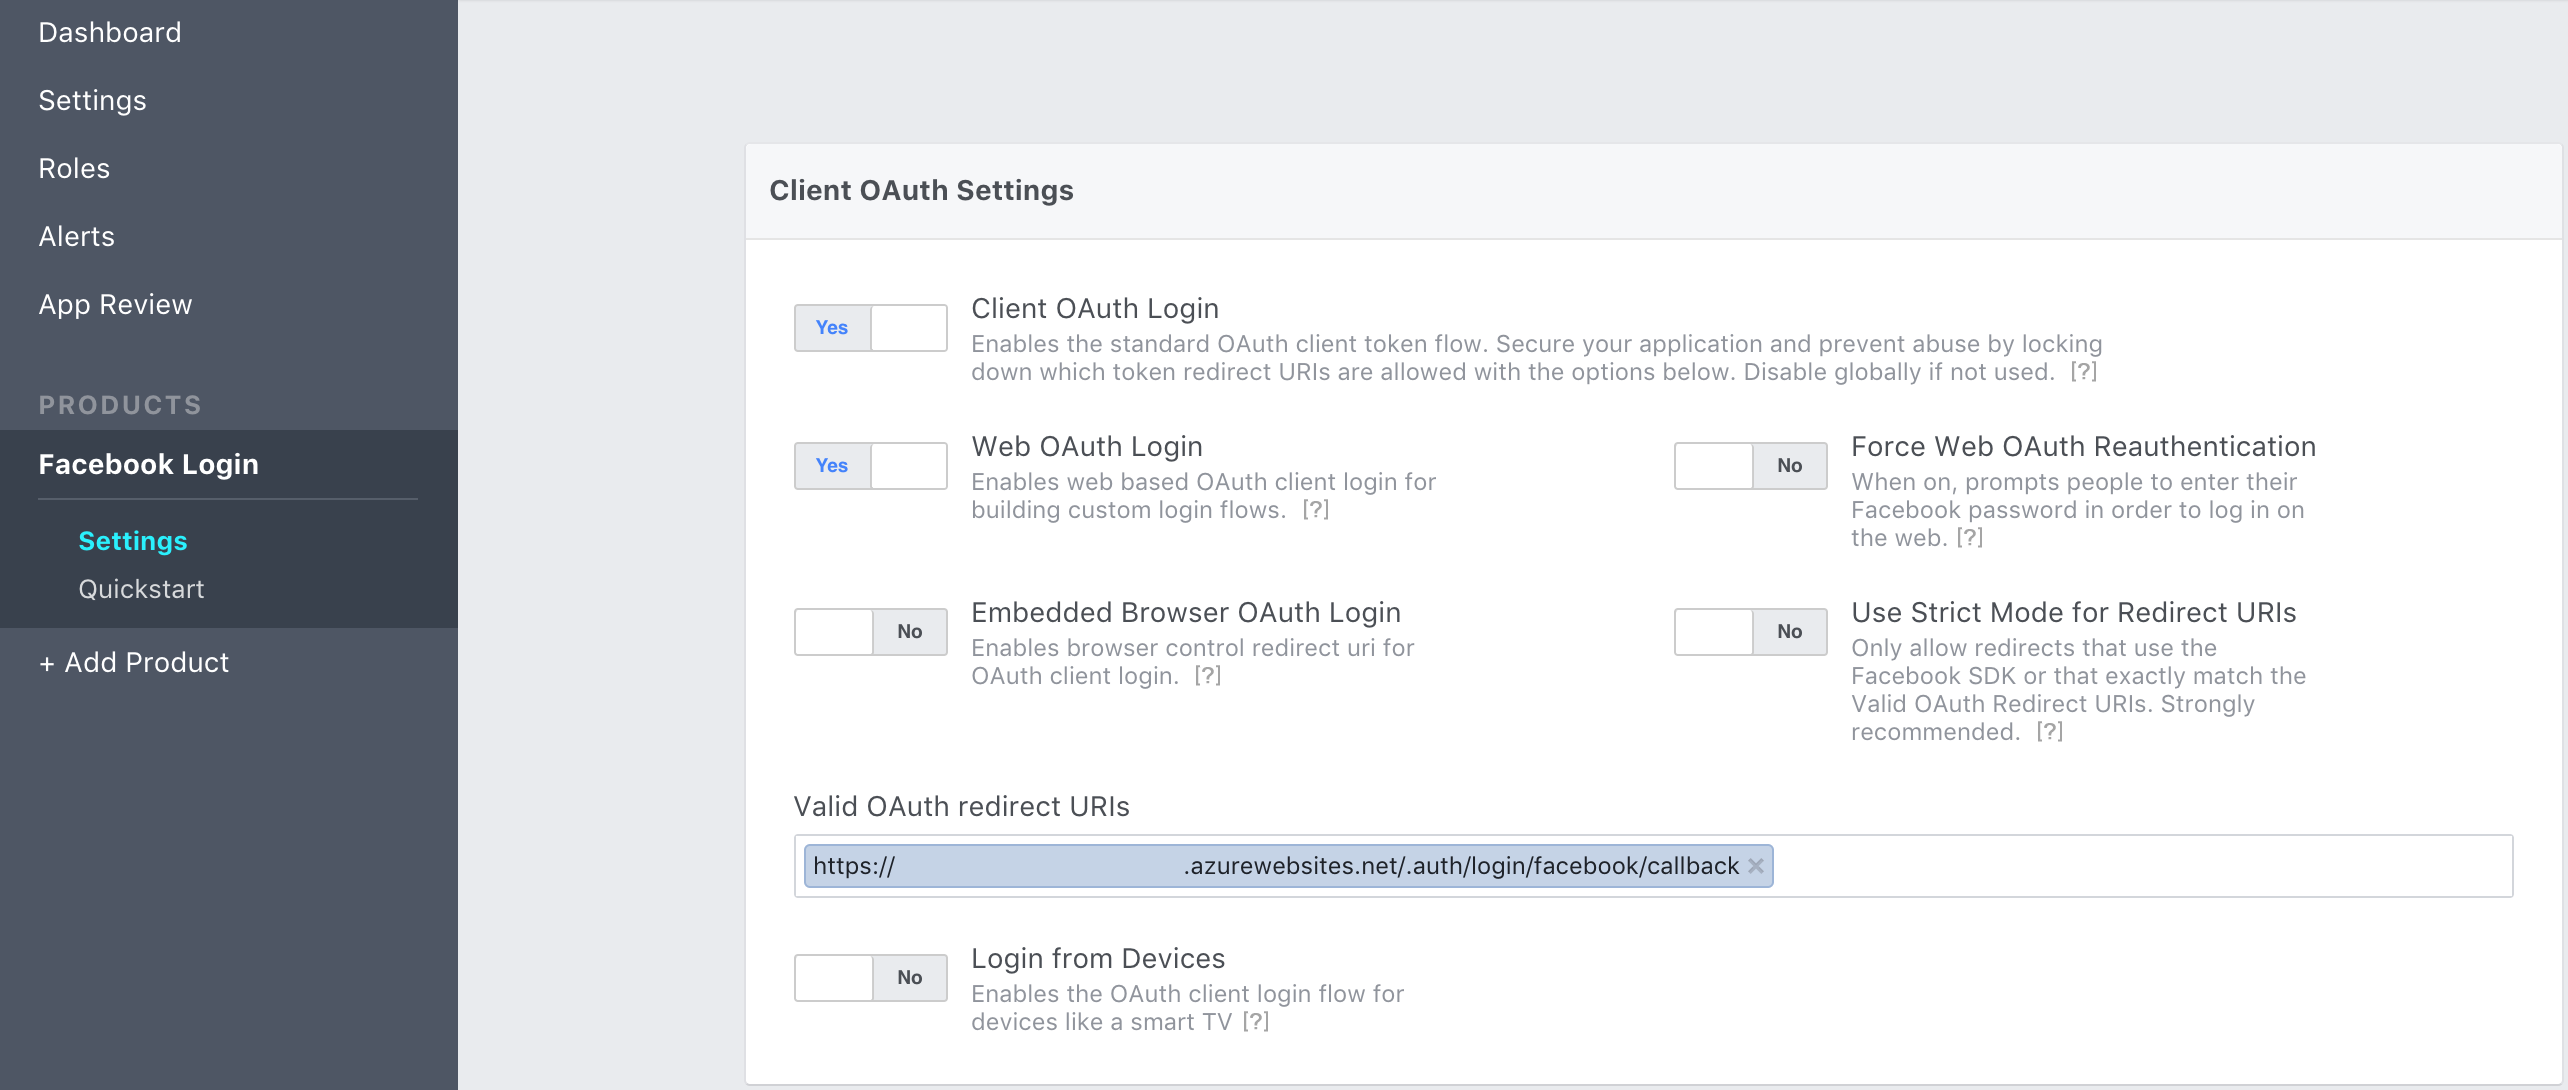 Dashboard
Settings
Roles
Alerts
App Review
PRODUCTS
Facebook Login
Settings
Quickstart
+ Add Product
Client OAuth Settings
Yes
Client OAuth Login
Enables the standard OAuth client token flow. Secure your application and prevent abuse by locking
down which token redirect URIs are allowed with the options below. Disable globally if not used. [?]
Yes
Web OAuth Login
Enables web based OAuth client login for
building custom login flows. [?]
No
Force Web OAuth Reauthentication
When on, prompts people to enter their
Facebook password in order to log in on
the web. [?]
No
Embedded Browser OAuth Login
Enables browser control redirect uri for
OAuth client login. [?]
No
Use Strict Mode for Redirect URIs
Only allow redirects that use the
Facebook SDK or that exactly match the
Valid OAuth Redirect URIs. Strongly
recommended. [?]
Valid OAuth redirect URIs
https:// .azurewebsites.net/.auth/login/facebook/callback ×
No
Login from Devices
Enables the OAuth client login flow for
devices like a smart TV [?]